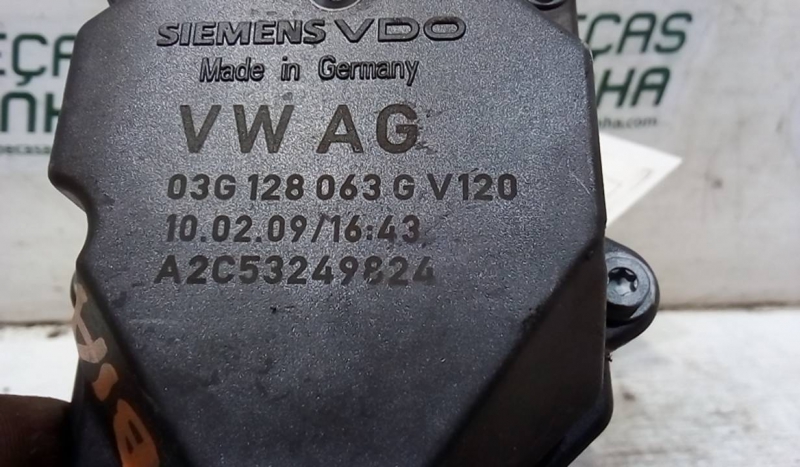 SIEMENS VDO
Made in Germany
VW AG
03G 128 063 G V120
10.02.09/16:43
A2C53249824